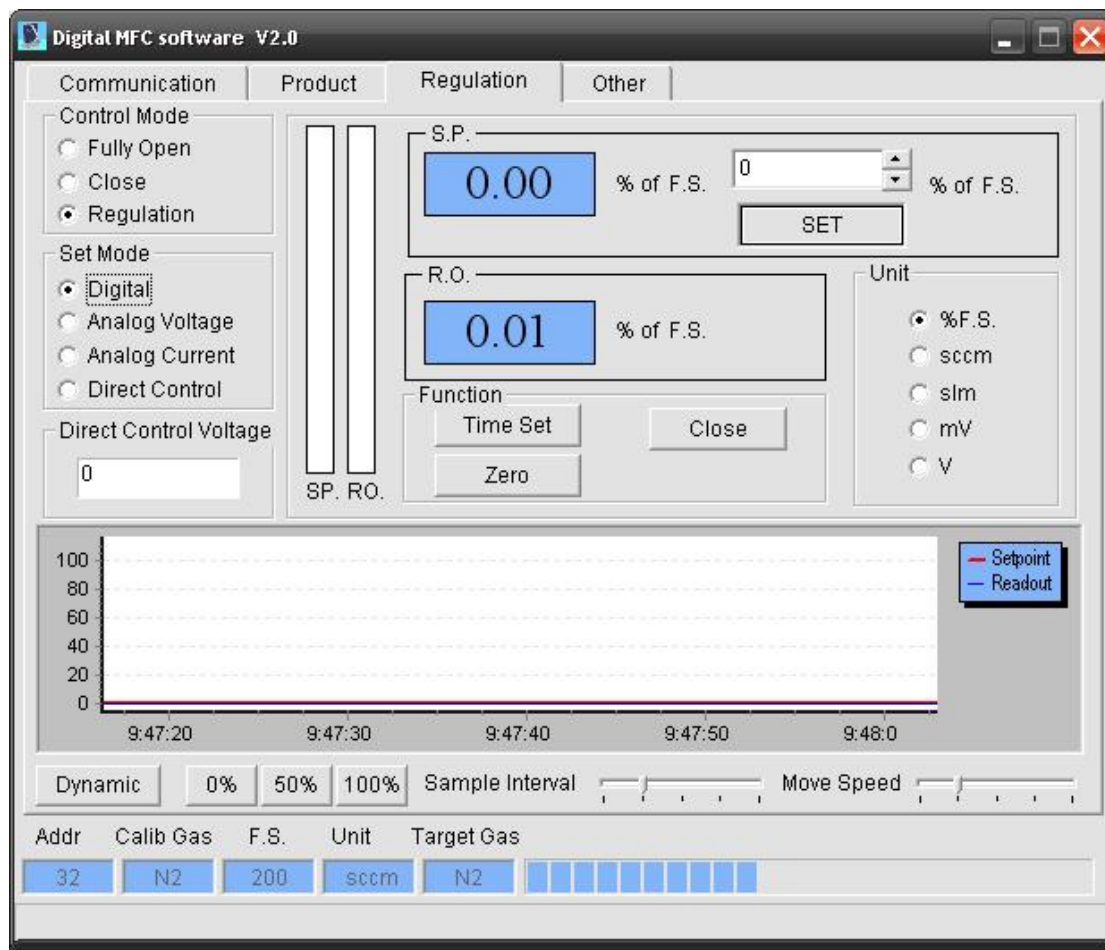 Digital MFC software V2.0
Communication Product Regulation Other
Control Mode
Fully Open
Close
Regulation
Set Mode
Digital
Analog Voltage
Analog Current
Direct Control
Direct Control Voltage
0
SP. RO.
S.P.
0.00 % of F.S. 0 % of F.S.
SET
R.O.
0.01 % of F.S.
Function
Time Set Close
Zero
Unit
%F.S.
sccm
slm
mV
V
100
80
60
40
20
0
9:47:20 9:47:30 9:47:40 9:47:50 9:48:0
Setpoint
Readout
Dynamic 0% 50% 100% Sample Interval Move Speed
Addr Calib Gas F.S. Unit Target Gas
32 N2 200 sccm N2